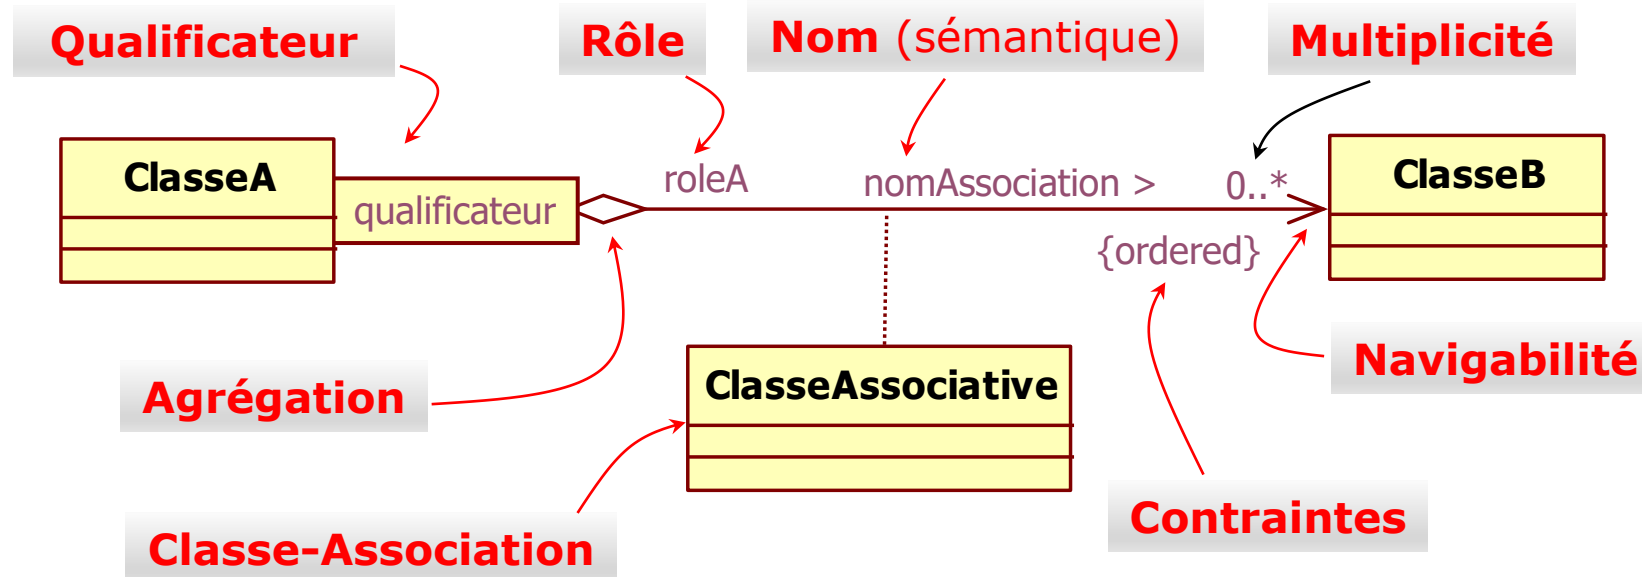 Qualificateur
Rôle
Nom (sémantique)
Multiplicité
ClasseA
qualificateur
roleA
nomAssociation >
0..*
{ordered}
ClasseB
Agrégation
ClasseAssociative
Navigabilité
Classe-Association
Contraintes